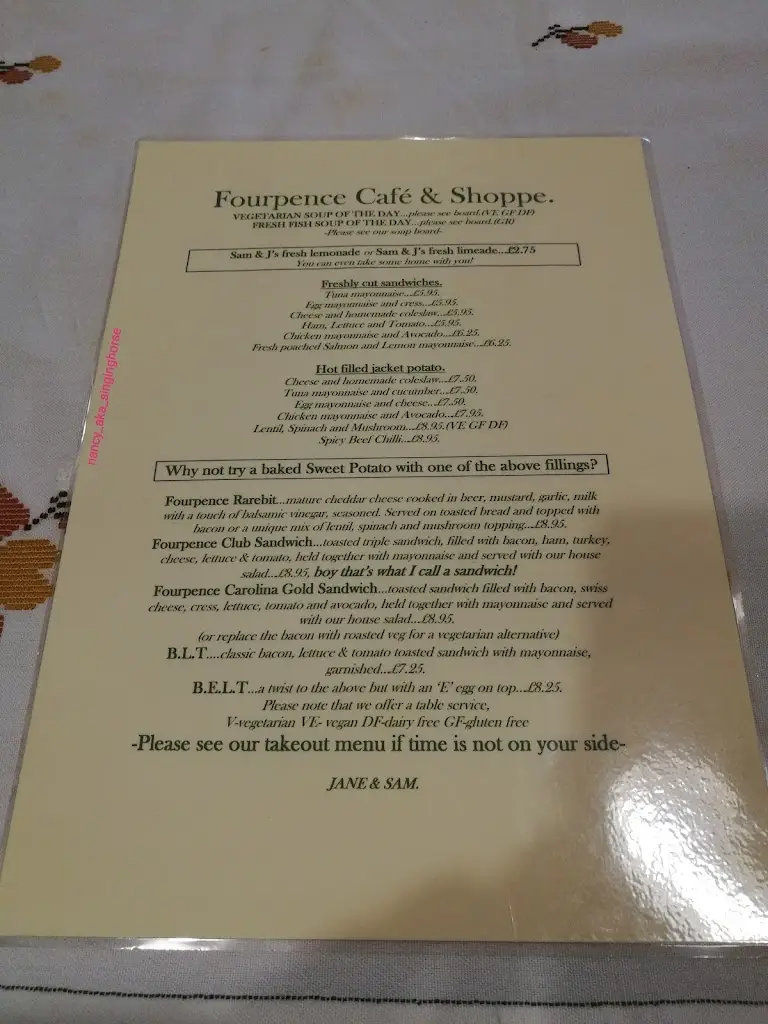 Fourpence Café & Shoppe.
VEGETARIAN SOUP OF THE DAY...please see board.(VE GF DF)
FRESH FISH SOUP OF THE DAY...please see board.(GR)
-Please see our soup board-
Sam & J's fresh lemonade or Sam & J's fresh limeade...£2.75
You can even take some home with you!
Freshly cut sandwiches.
Tuna mayonnaise...£5.95.
Egg mayonnaise and cress...£5.95.
Cheese and homemade coleslaw...£5.95.
Ham, Lettuce and Tomato...£5.95.
Chicken mayonnaise and Avocado...£6.25.
Fresh poached Salmon and Lemon mayonnaise...£6.25.
Hot filled jacket potato.
Cheese and homemade coleslaw...£7.50.
Tuna mayonnaise and cucumber...£7.50.
Egg mayonnaise and cheese...£7.50.
Chicken mayonnaise and Avocado...£7.95.
Lentil, Spinach and Mushroom...£8.95.(VE GF DF)
Spicy Beef Chilli...£8.95.
Why not try a baked Sweet Potato with one of the above fillings?
Fourpence Rarebit...mature cheddar cheese cooked in beer, mustard, garlic, milk
with a touch of balsamic vinegar, seasoned. Served on toasted bread and topped with
bacon or a unique mix of lentil, spinach and mushroom topping...£8.95.
Fourpence Club Sandwich...toasted triple sandwich, filled with bacon, ham, turkey,
cheese, lettuce & tomato, held together with mayonnaise and served with our house
salad...£8.95. boy that's what I call a sandwich!
Fourpence Carolina Gold Sandwich...toasted sandwich filled with bacon, swiss
cheese, cress, lettuce, tomato and avocado, held together with mayonnaise and served
with our house salad...£8.95.
(or replace the bacon with roasted veg for a vegetarian alternative)
B.L.T....classic bacon, lettuce & tomato toasted sandwich with mayonnaise,
garnished...£7.25.
B.E.L.T...a twist to the above but with an 'E' egg on top...£8.25.
Please note that we offer a table service,
V-vegetarian VE- vegan DF-dairy free GF-gluten free
-Please see our takeout menu if time is not on your side-
JANE & SAM.
nancy_aka_singinghorse